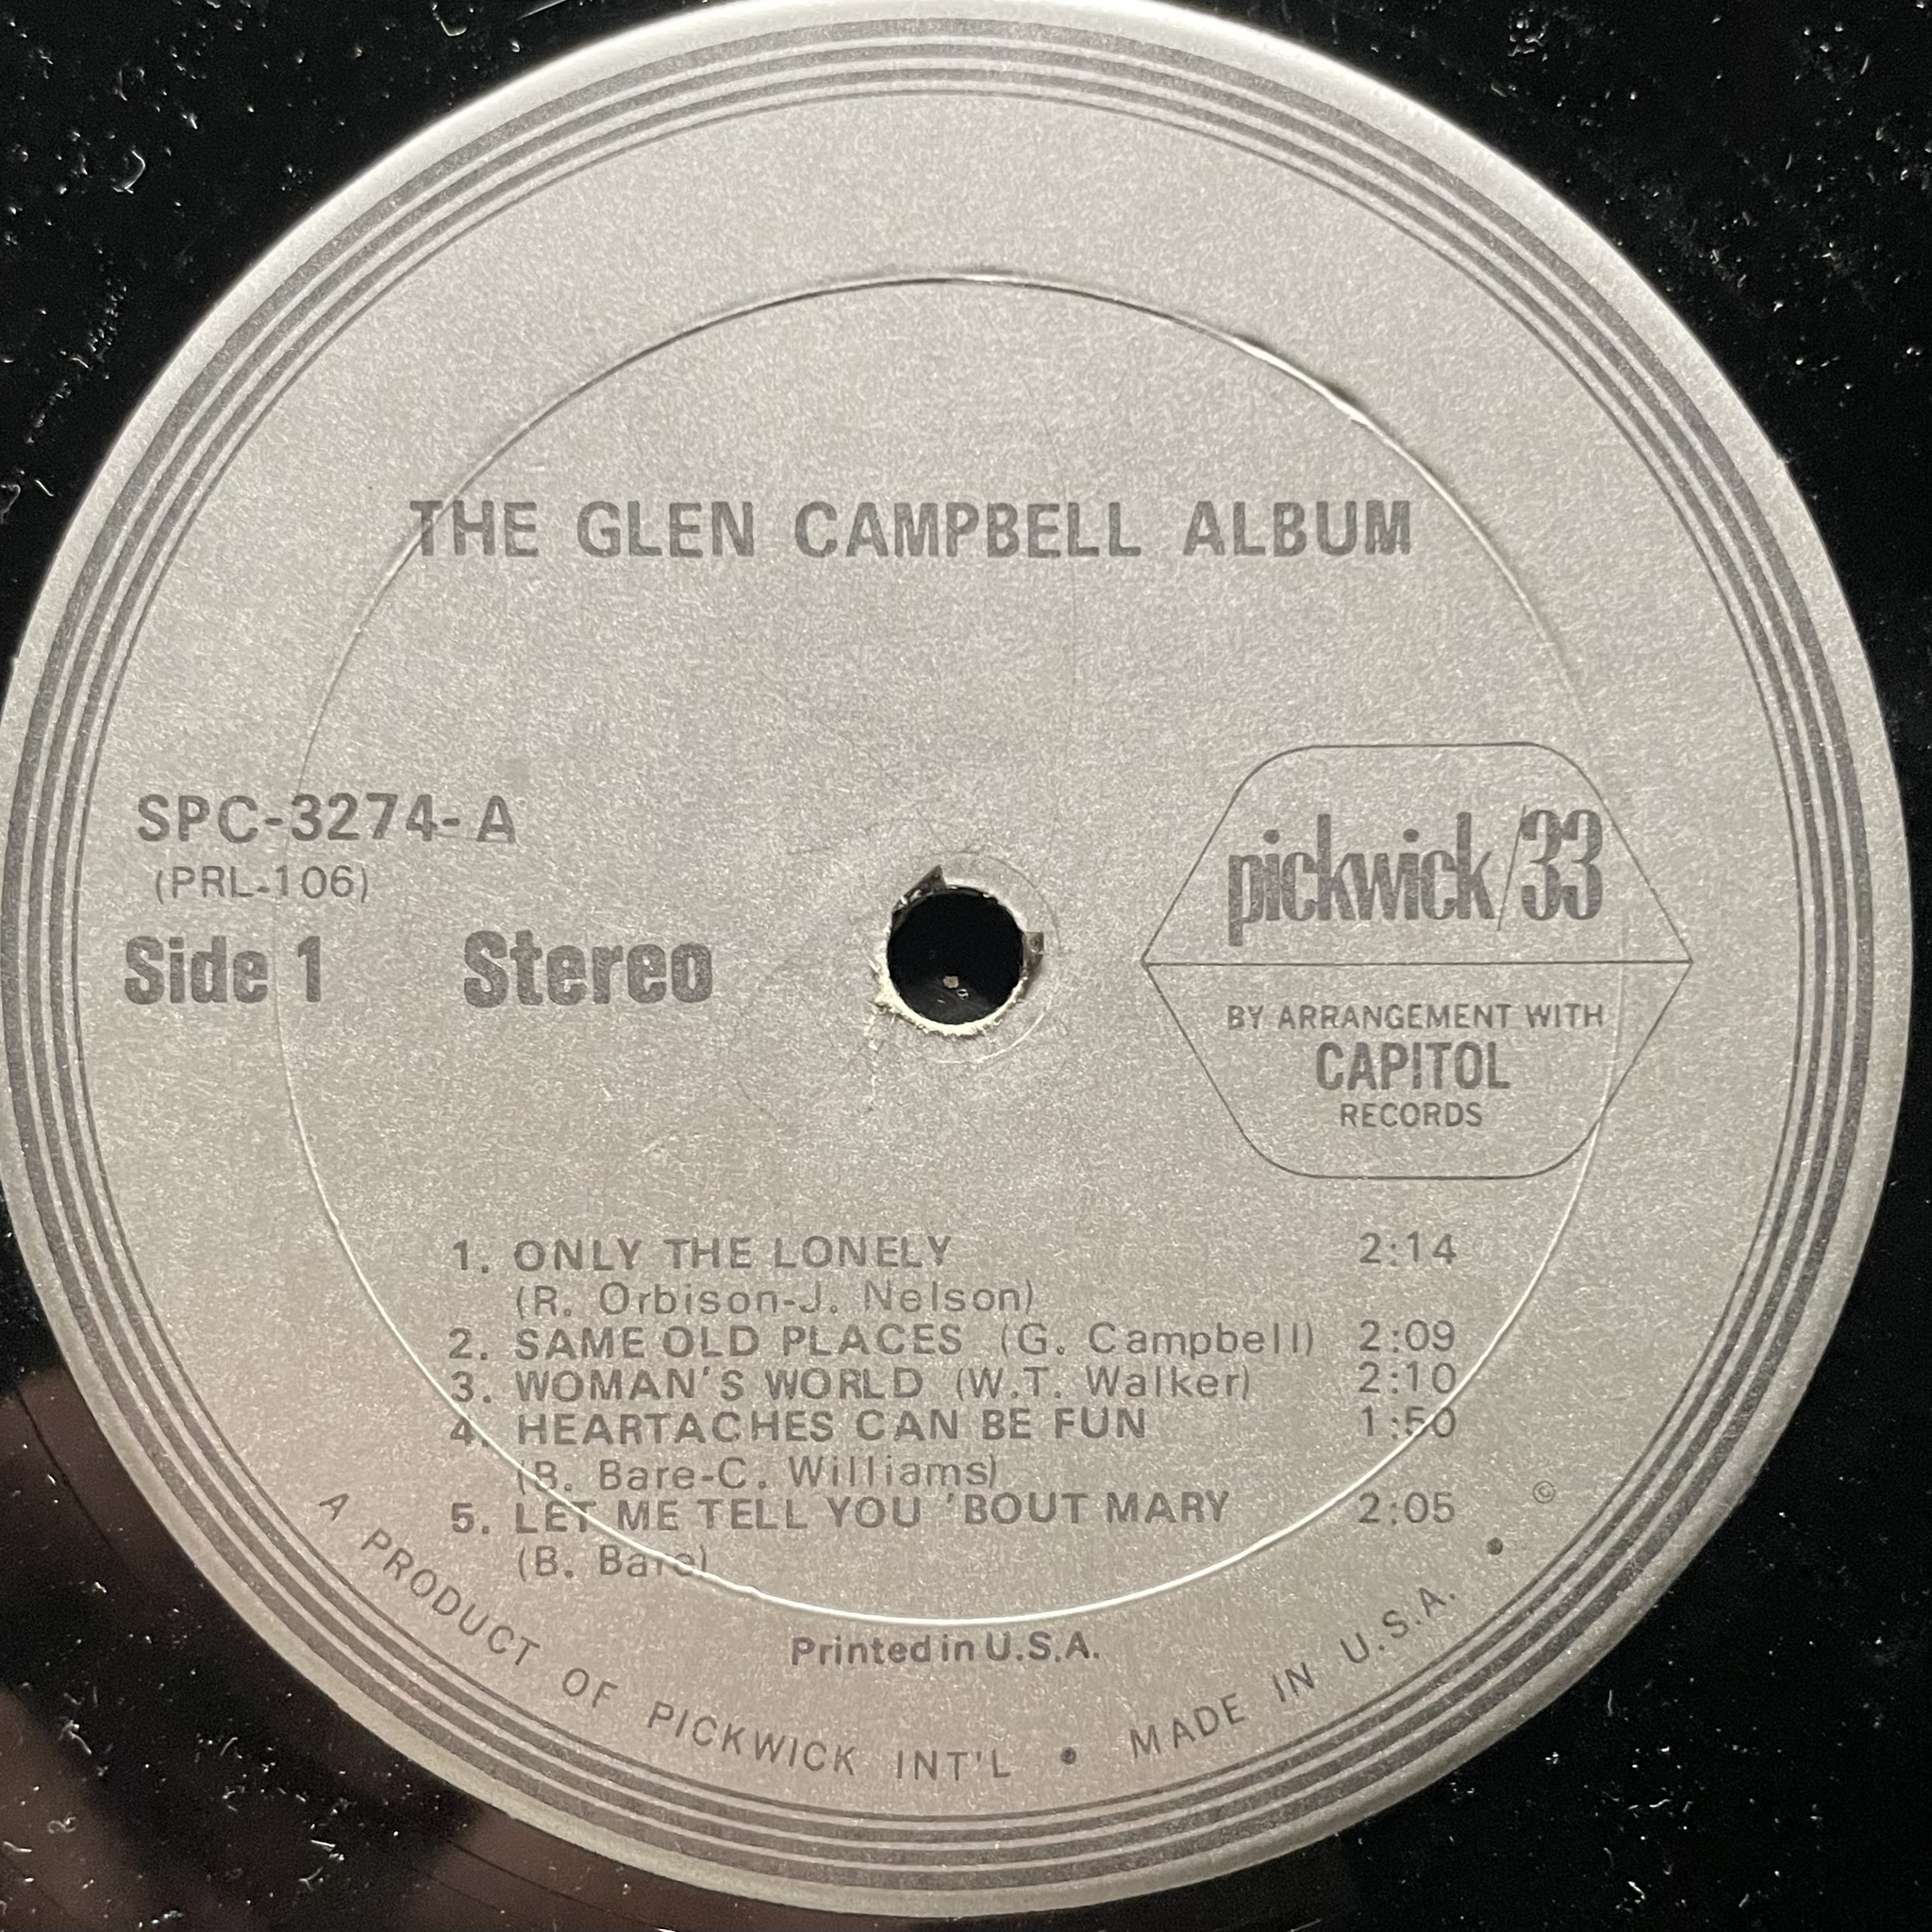 THE GLEN CAMPBELL ALBUM
SPC-3274-A
(PRL-106)
Side 1 Stereo
pickwick/33
BY ARRANGEMENT WITH
CAPITOL
RECORDS
1. ONLY THE LONELY 2:14
(R. Orbison-J. Nelson)
2. SAME OLD PLACES (G. Campbell) 2:09
3. WOMAN'S WORLD (W.T. Walker) 2:10
4. HEARTACHES CAN BE FUN 1:50
(B. Bare-C. Williams)
5. LET ME TELL YOU 'BOUT MARY 2:05
(B. Bare)
Printed in U.S.A.
A PRODUCT OF PICKWICK INT'L • MADE IN U.S.A. • ©